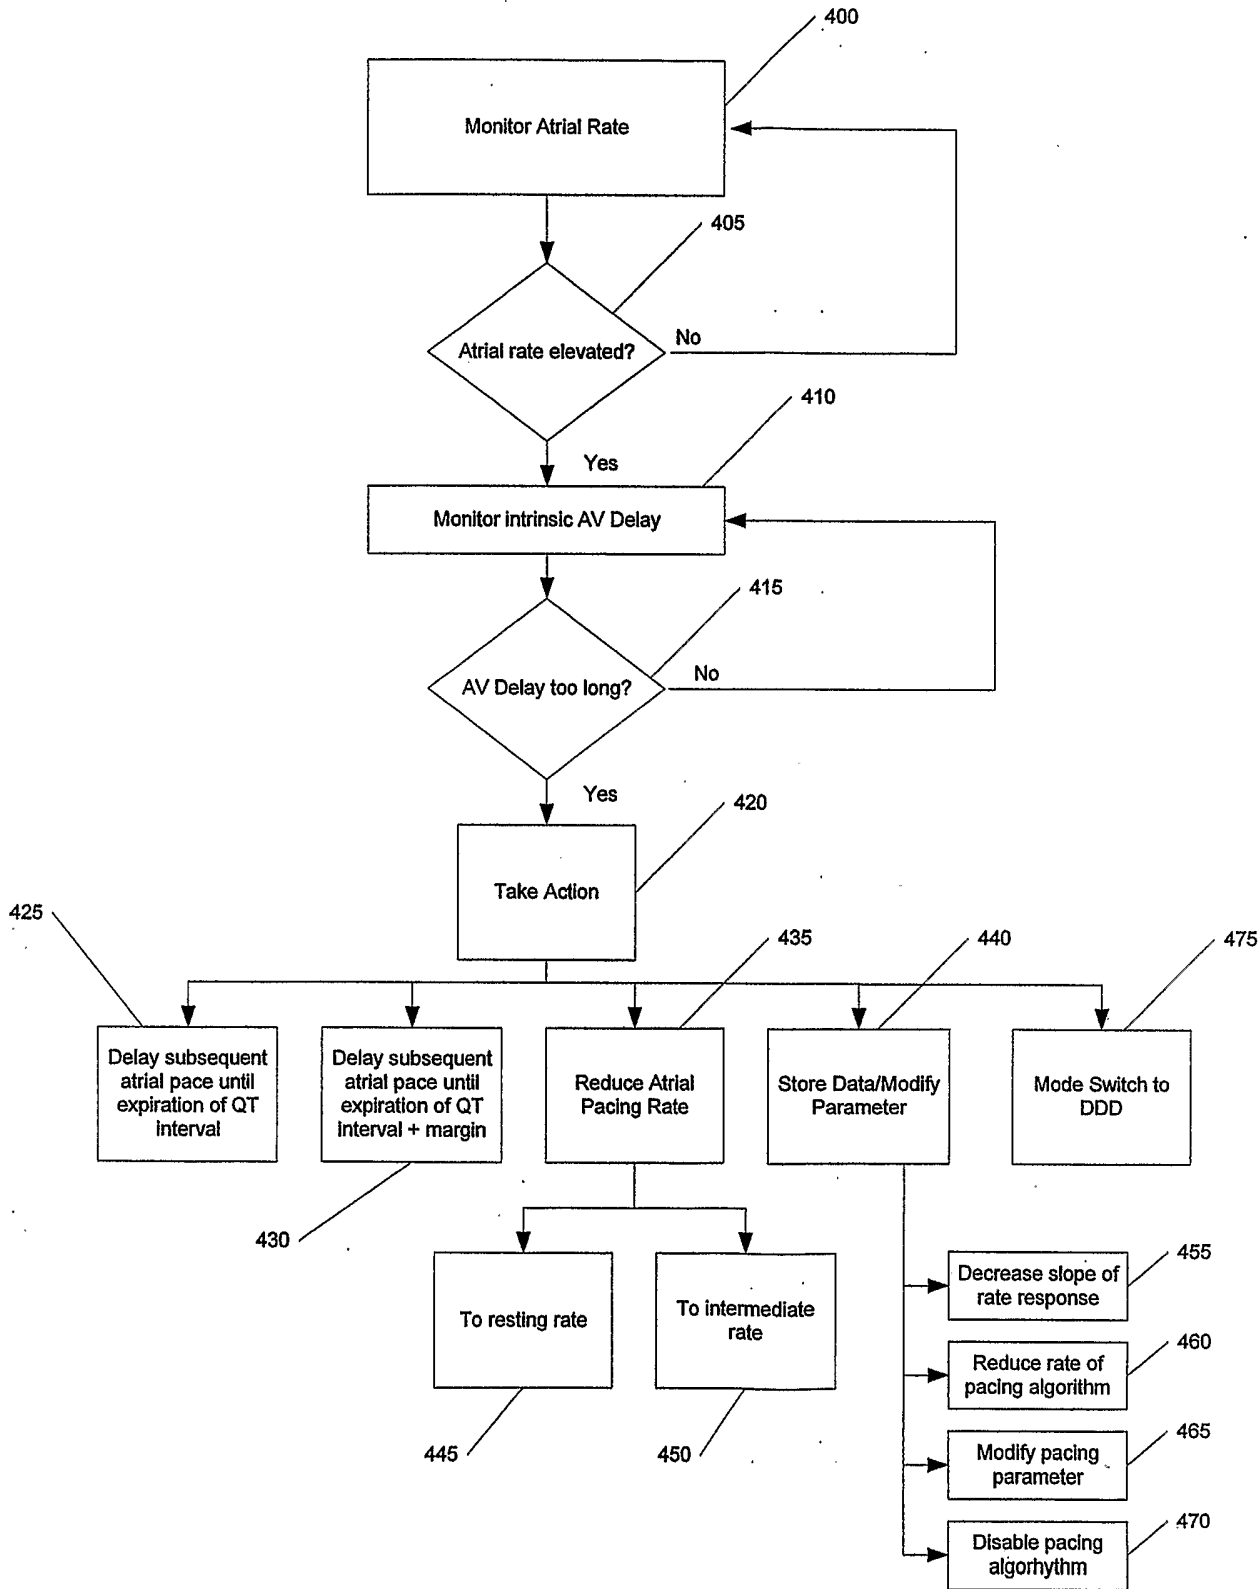 400
Monitor Atrial Rate
405
Atrial rate elevated?
No
410
Yes
Monitor intrinsic AV Delay
415
AV Delay too long?
No
Yes
420
Take Action
425
435
440
475
Delay subsequent
atrial pace until
expiration of QT
interval
Delay subsequent
atrial pace until
expiration of QT
interval + margin
Reduce Atrial
Pacing Rate
Store Data/Modify
Parameter
Mode Switch to
DDD
430
To resting rate
To intermediate
rate
445
450
455
Decrease slope of
rate response
460
Reduce rate of
pacing algorithm
465
Modify pacing
parameter
470
Disable pacing
algorhythm